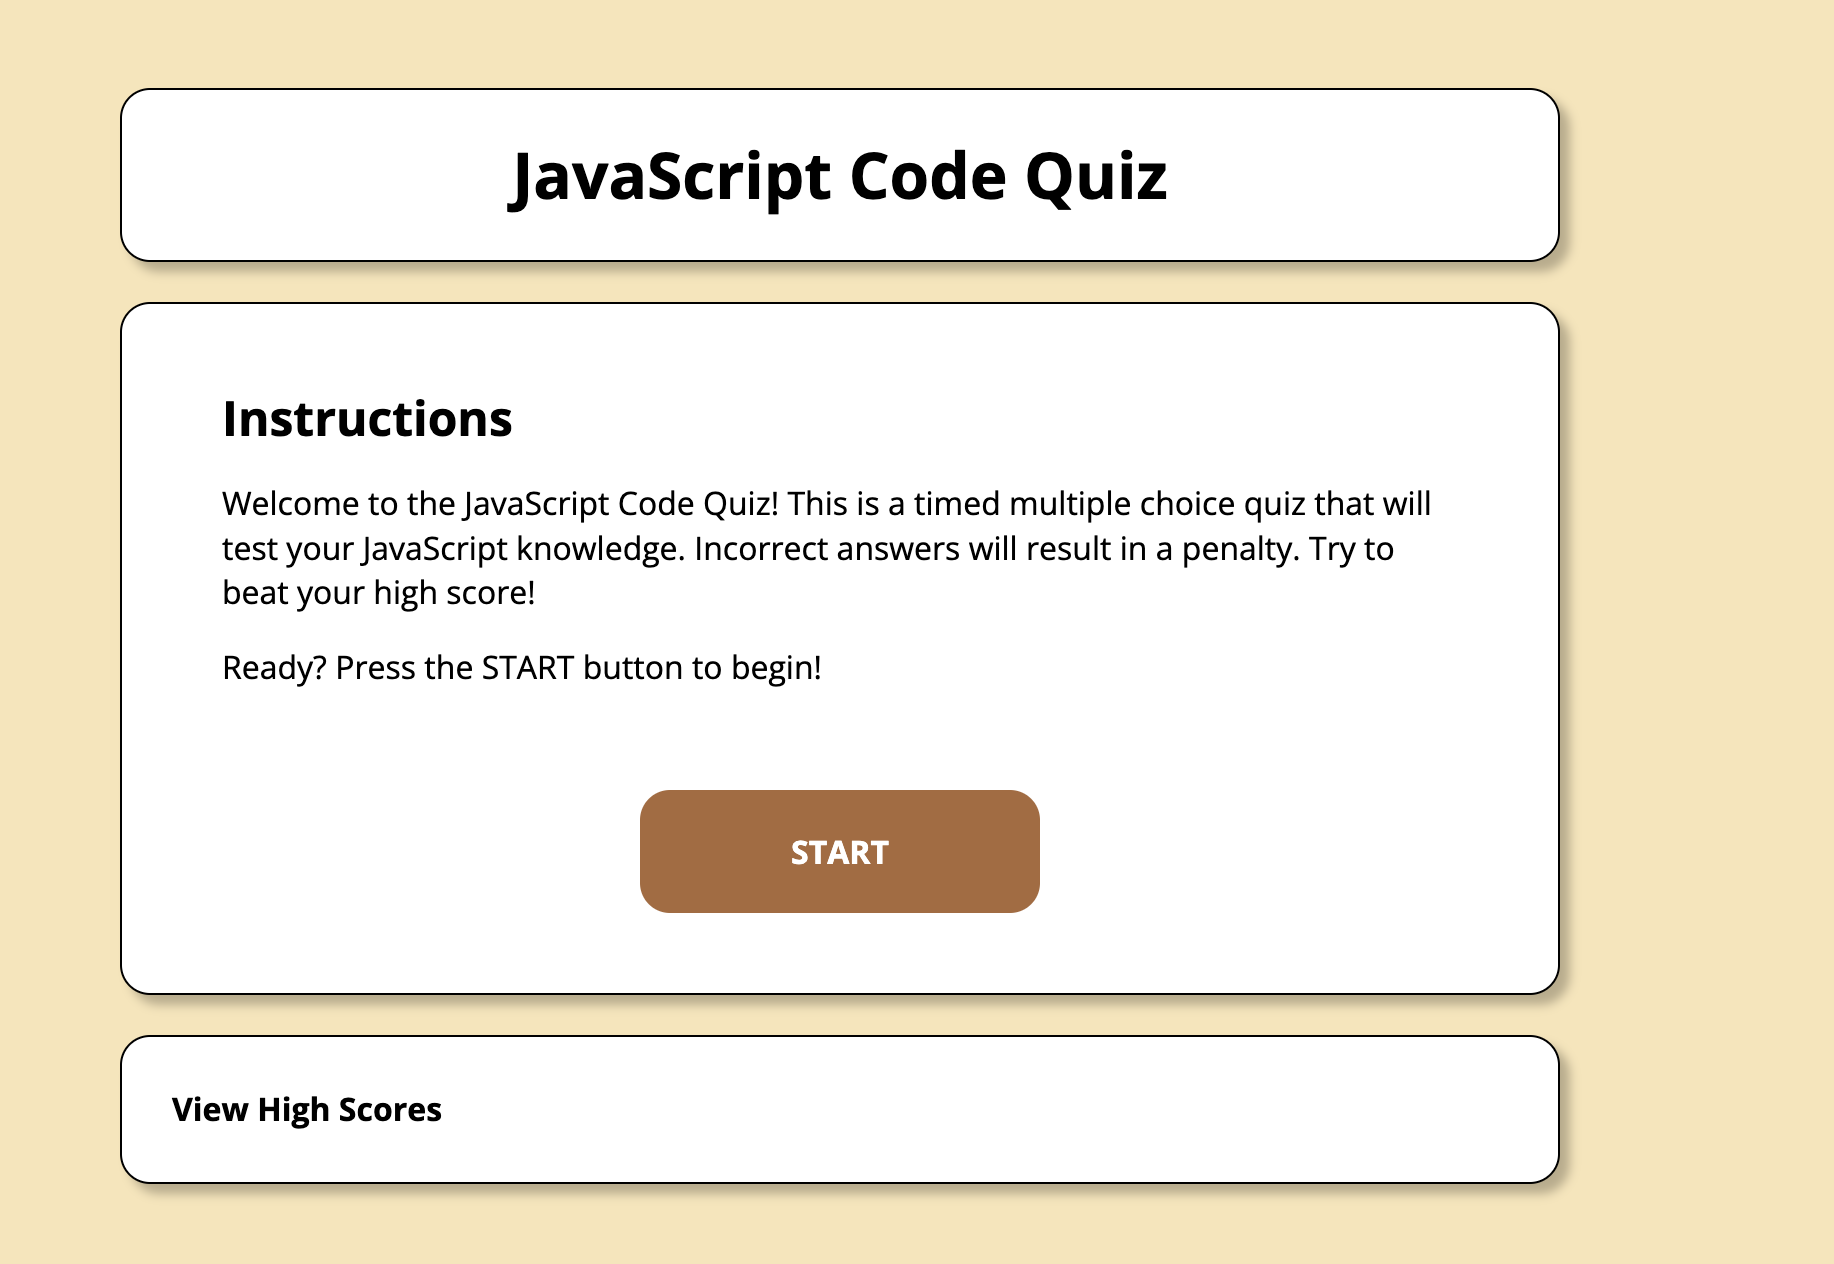 JavaScript Code Quiz
Instructions
Welcome to the JavaScript Code Quiz! This is a timed multiple choice quiz that will
test your JavaScript knowledge. Incorrect answers will result in a penalty. Try to
beat your high score!
Ready? Press the START button to begin!
START
View High Scores